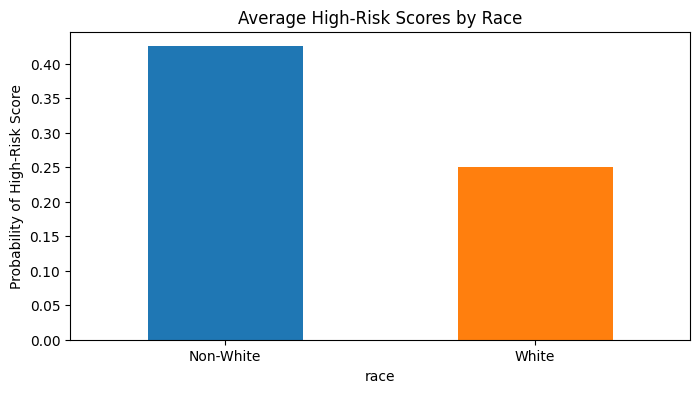 Average High-Risk Scores by Race
Probability of High-Risk Score
0.40
0.35
0.30
0.25
0.20
0.15
0.10
0.05
0.00
Non-White
White
race